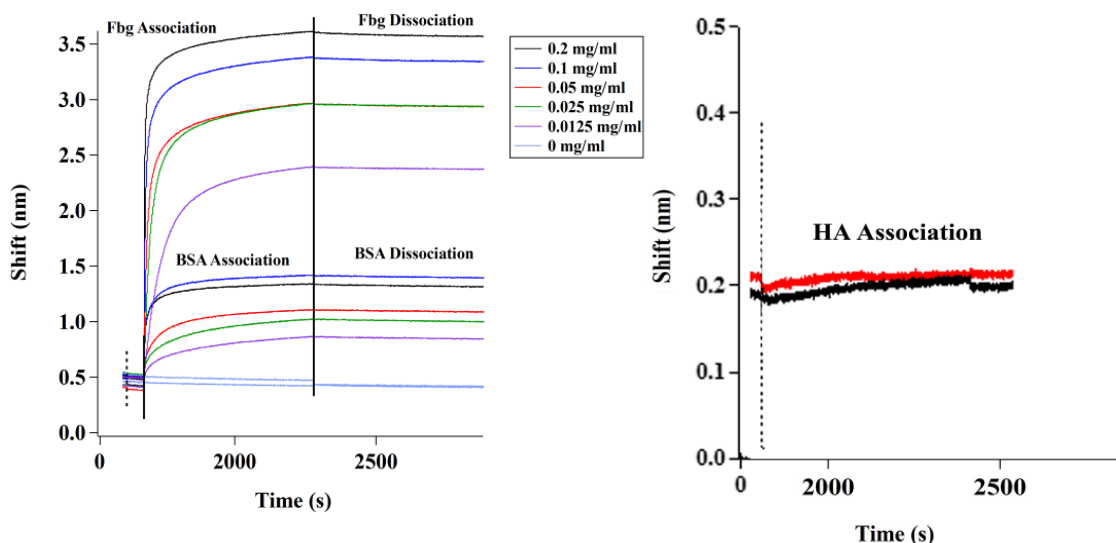 Fbg Association
Fbg Dissociation
3.5
3.0
2.5
2.0
1.5
1.0
0.5
0.0
Shift (nm)
BSA Association
BSA Dissociation
0
2000
2500
Time (s)
0.2 mg/ml
0.1 mg/ml
0.05 mg/ml
0.025 mg/ml
0.0125 mg/ml
0 mg/ml
0.5
0.4
0.3
0.2
0.1
0.0
Shift (nm)
HA Association
0
2000
2500
Time (s)